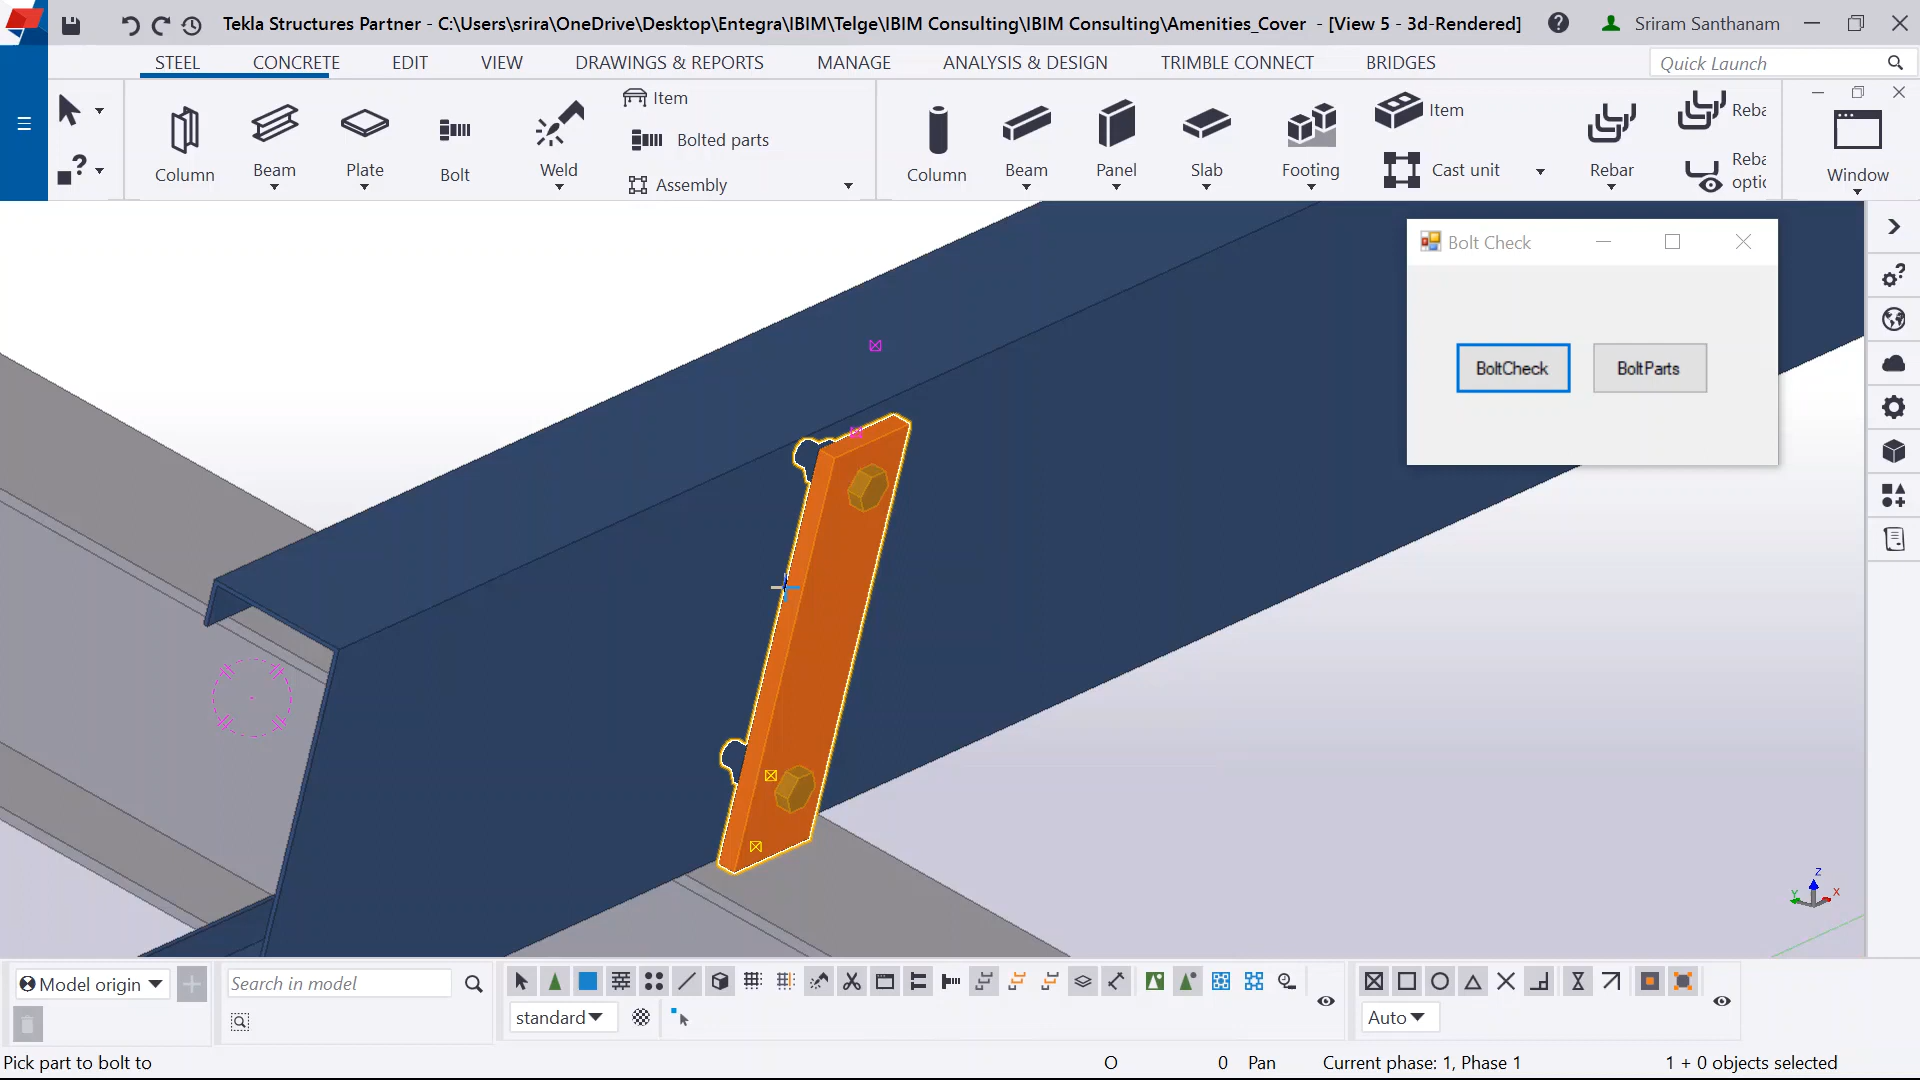 Tekla Structures Partner - C:\Users\srira\OneDrive\Desktop\Entegra\IBIM\Telge\IBIM Consulting\IBIM Consulting\Amenities_Cover - [View 5 - 3d-Rendered]
Sriram Santhanam
STEEL CONCRETE EDIT VIEW DRAWINGS & REPORTS MANAGE ANALYSIS & DESIGN TRIMBLE CONNECT BRIDGES
Quick Launch
Column
Beam
Plate
Bolt
Weld
Item
Bolted parts
Assembly
Column
Beam
Panel
Slab
Footing
Item
Cast unit
Rebar
Reba
Reba
optic
Window
Bolt Check
BoltCheck
BoltParts
Z
Y
X
Model origin
Search in model
standard
Auto
Pick part to bolt to
O
0
Pan
Current phase: 1, Phase 1
1 + 0 objects selected